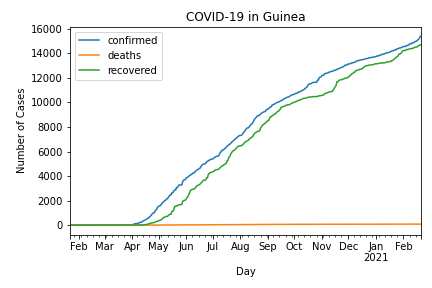 COVID-19 in Guinea
confirmed
deaths
recovered
16000
14000
12000
10000
8000
6000
4000
2000
0
Number of Cases
Feb Mar Apr May Jun Jul Aug Sep Oct Nov Dec Jan Feb
2021
Day